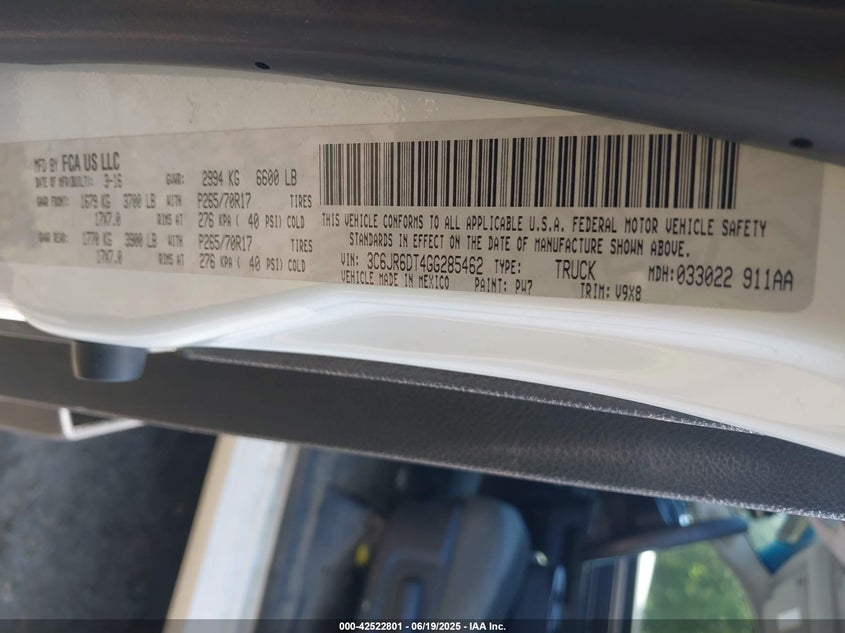 MFD BY FCA US LLC
DATE OF MFR(BUILT): 3-16 GVWR: 2994 KG 6600 LB
GAWR FRONT: 1679 KG 3700 LB WITH P265/70R17 TIRES
17X7.0 RIMS AT 276 KPA ( 40 PSI) COLD
GAWR REAR: 1770 KG 3900 LB WITH P265/70R17 TIRES
17X7.0 RIMS AT 276 KPA ( 40 PSI) COLD
THIS VEHICLE CONFORMS TO ALL APPLICABLE U.S.A. FEDERAL MOTOR VEHICLE SAFETY
STANDARDS IN EFFECT ON THE DATE OF MANUFACTURE SHOWN ABOVE.
VIN: 3C6JR6DT4GG285462 TYPE: TRUCK MDH:033022 911AA
VEHICLE MADE IN MEXICO PAINT: PW7 TRIM: V9X8
000-42522801 | 06/19/2025 - IAA Inc.